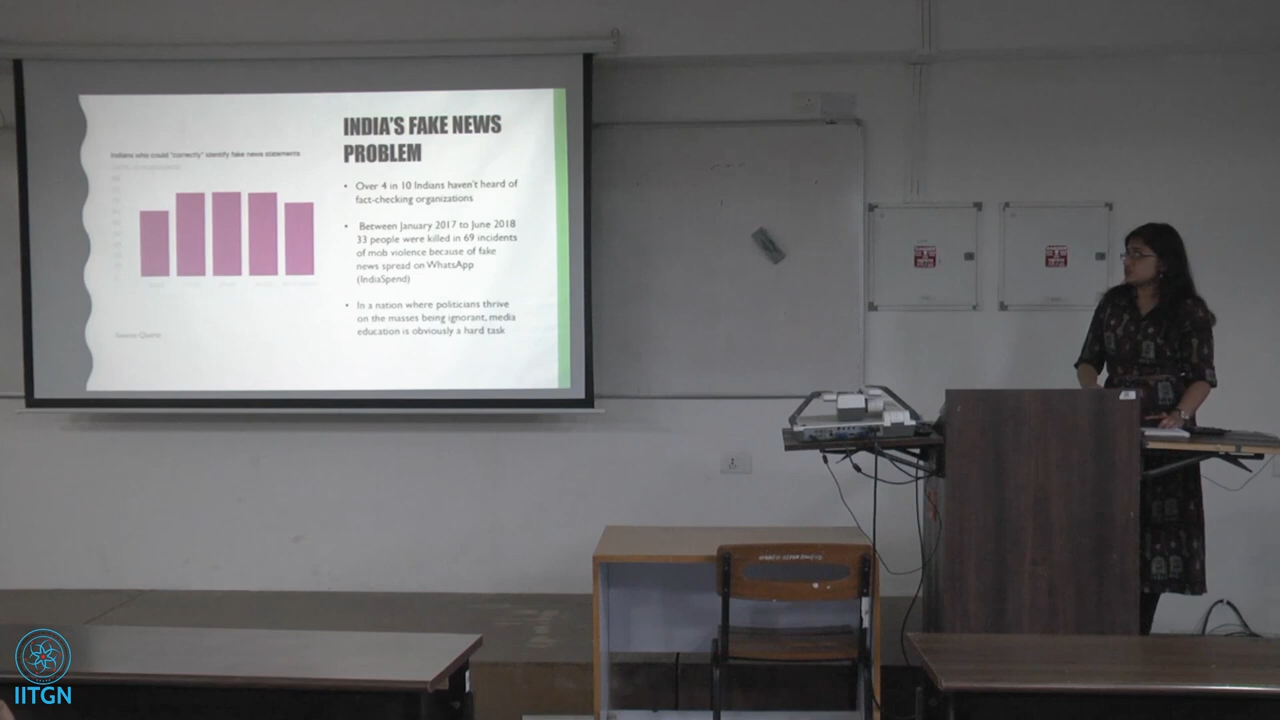 INDIA'S FAKE NEWS
PROBLEM
Indians who could "correctly" identify fake news statements
• Over 4 in 10 Indians haven't heard of
fact-checking organizations
• Between January 2017 to June 2018
33 people were killed in 69 incidents
of mob violence because of fake
news spread on WhatsApp
(IndiaSpend)
• In a nation where politicians thrive
on the masses being ignorant, media
education is obviously a hard task
IITGN